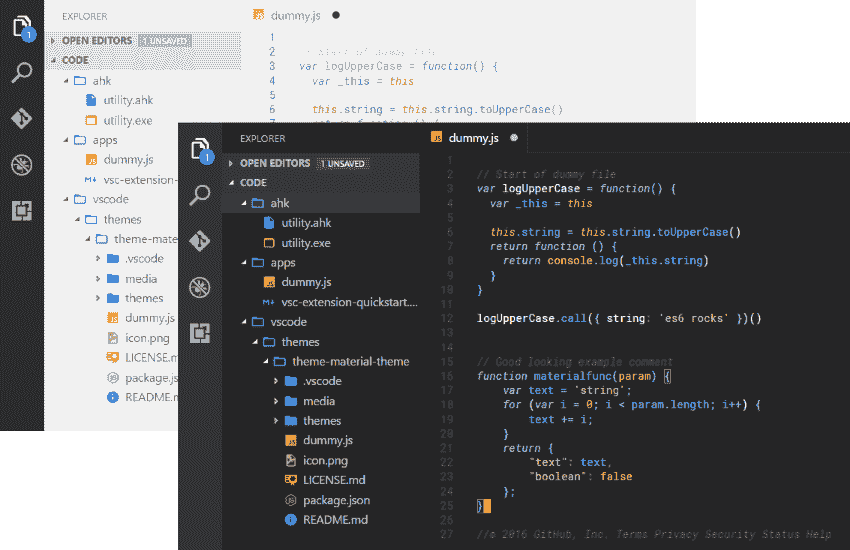 EXPLORER
OPEN EDITORS 1 UNSAVED
CODE
ahk
utility.ahk
utility.exe
apps
dummy.js
vsc-extension-
vscode
themes
theme-mate
.vscode
media
themes
dummy.js
icon.png
LICENSE.m
package.js
README.m
1
dummy.js
1
2 // Start of dummy file
3 var logUpperCase = function() {
4 var _this = this
6 this.string = this.string.toUpperCase()
1
EXPLORER
OPEN EDITORS 1 UNSAVED
CODE
ahk
utility.ahk
utility.exe
apps
dummy.js
vsc-extension-quickstart....
vscode
themes
theme-material-theme
.vscode
media
themes
dummy.js
icon.png
LICENSE.md
package.json
README.md
dummy.js
1
2 // Start of dummy file
3 var logUpperCase = function() {
4 var _this = this
5
6 this.string = this.string.toUpperCase()
7 return function () {
8 return console.log(_this.string)
9 }
10 }
11
12 logUpperCase.call({ string: 'es6 rocks' })()
13
14
15 // Good looking example comment
16 function materialfunc(param) {
17 var text = 'string';
18 for (var i = 0; i < param.length; i++) {
19 text += i;
20 }
21 return {
22 "text": text,
23 "boolean": false
24 };
25 }
26
27 //© 2016 GitHub, Inc. Terms Privacy Security Status Help